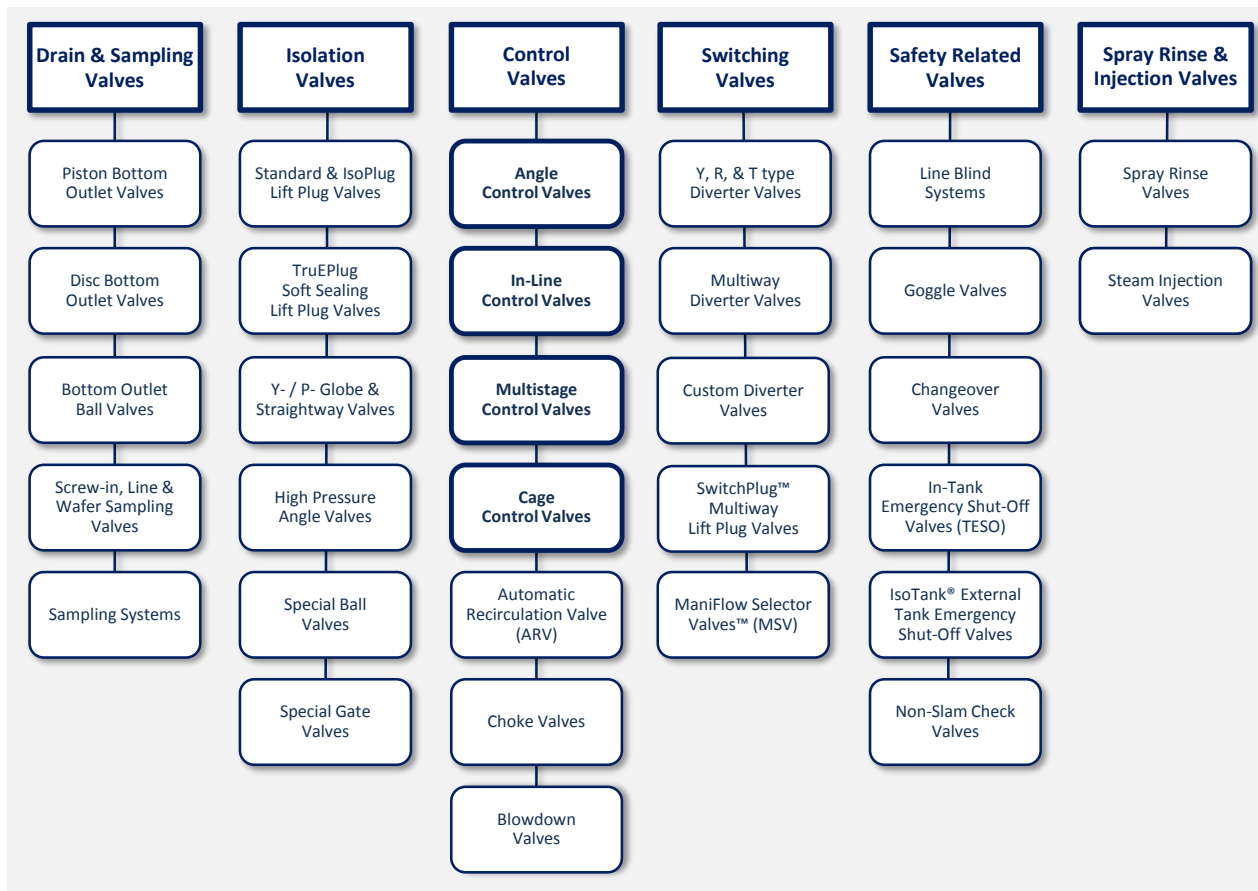 Drain & Sampling
Valves
Piston Bottom
Outlet Valves
Disc Bottom
Outlet Valves
Bottom Outlet
Ball Valves
Screw-in, Line &
Wafer Sampling
Valves
Sampling Systems
Isolation
Valves
Standard & IsoPlug
Lift Plug Valves
TruEPlug
Soft Sealing
Lift Plug Valves
Y- / P- Globe &
Straightway Valves
High Pressure
Angle Valves
Special Ball
Valves
Special Gate
Valves
Control
Valves
Angle
Control Valves
In-Line
Control Valves
Multistage
Control Valves
Cage
Control Valves
Automatic
Recirculation Valve
(ARV)
Choke Valves
Blowdown
Valves
Switching
Valves
Y, R, & T type
Diverter Valves
Multiway
Diverter Valves
Custom Diverter
Valves
SwitchPlug™
Multiway
Lift Plug Valves
ManiFlow Selector
Valves™ (MSV)
Safety Related
Valves
Line Blind
Systems
Goggle Valves
Changeover
Valves
In-Tank
Emergency Shut-Off
Valves (TESO)
IsoTank® External
Tank Emergency
Shut-Off Valves
Non-Slam Check
Valves
Spray Rinse &
Injection Valves
Spray Rinse
Valves
Steam Injection
Valves